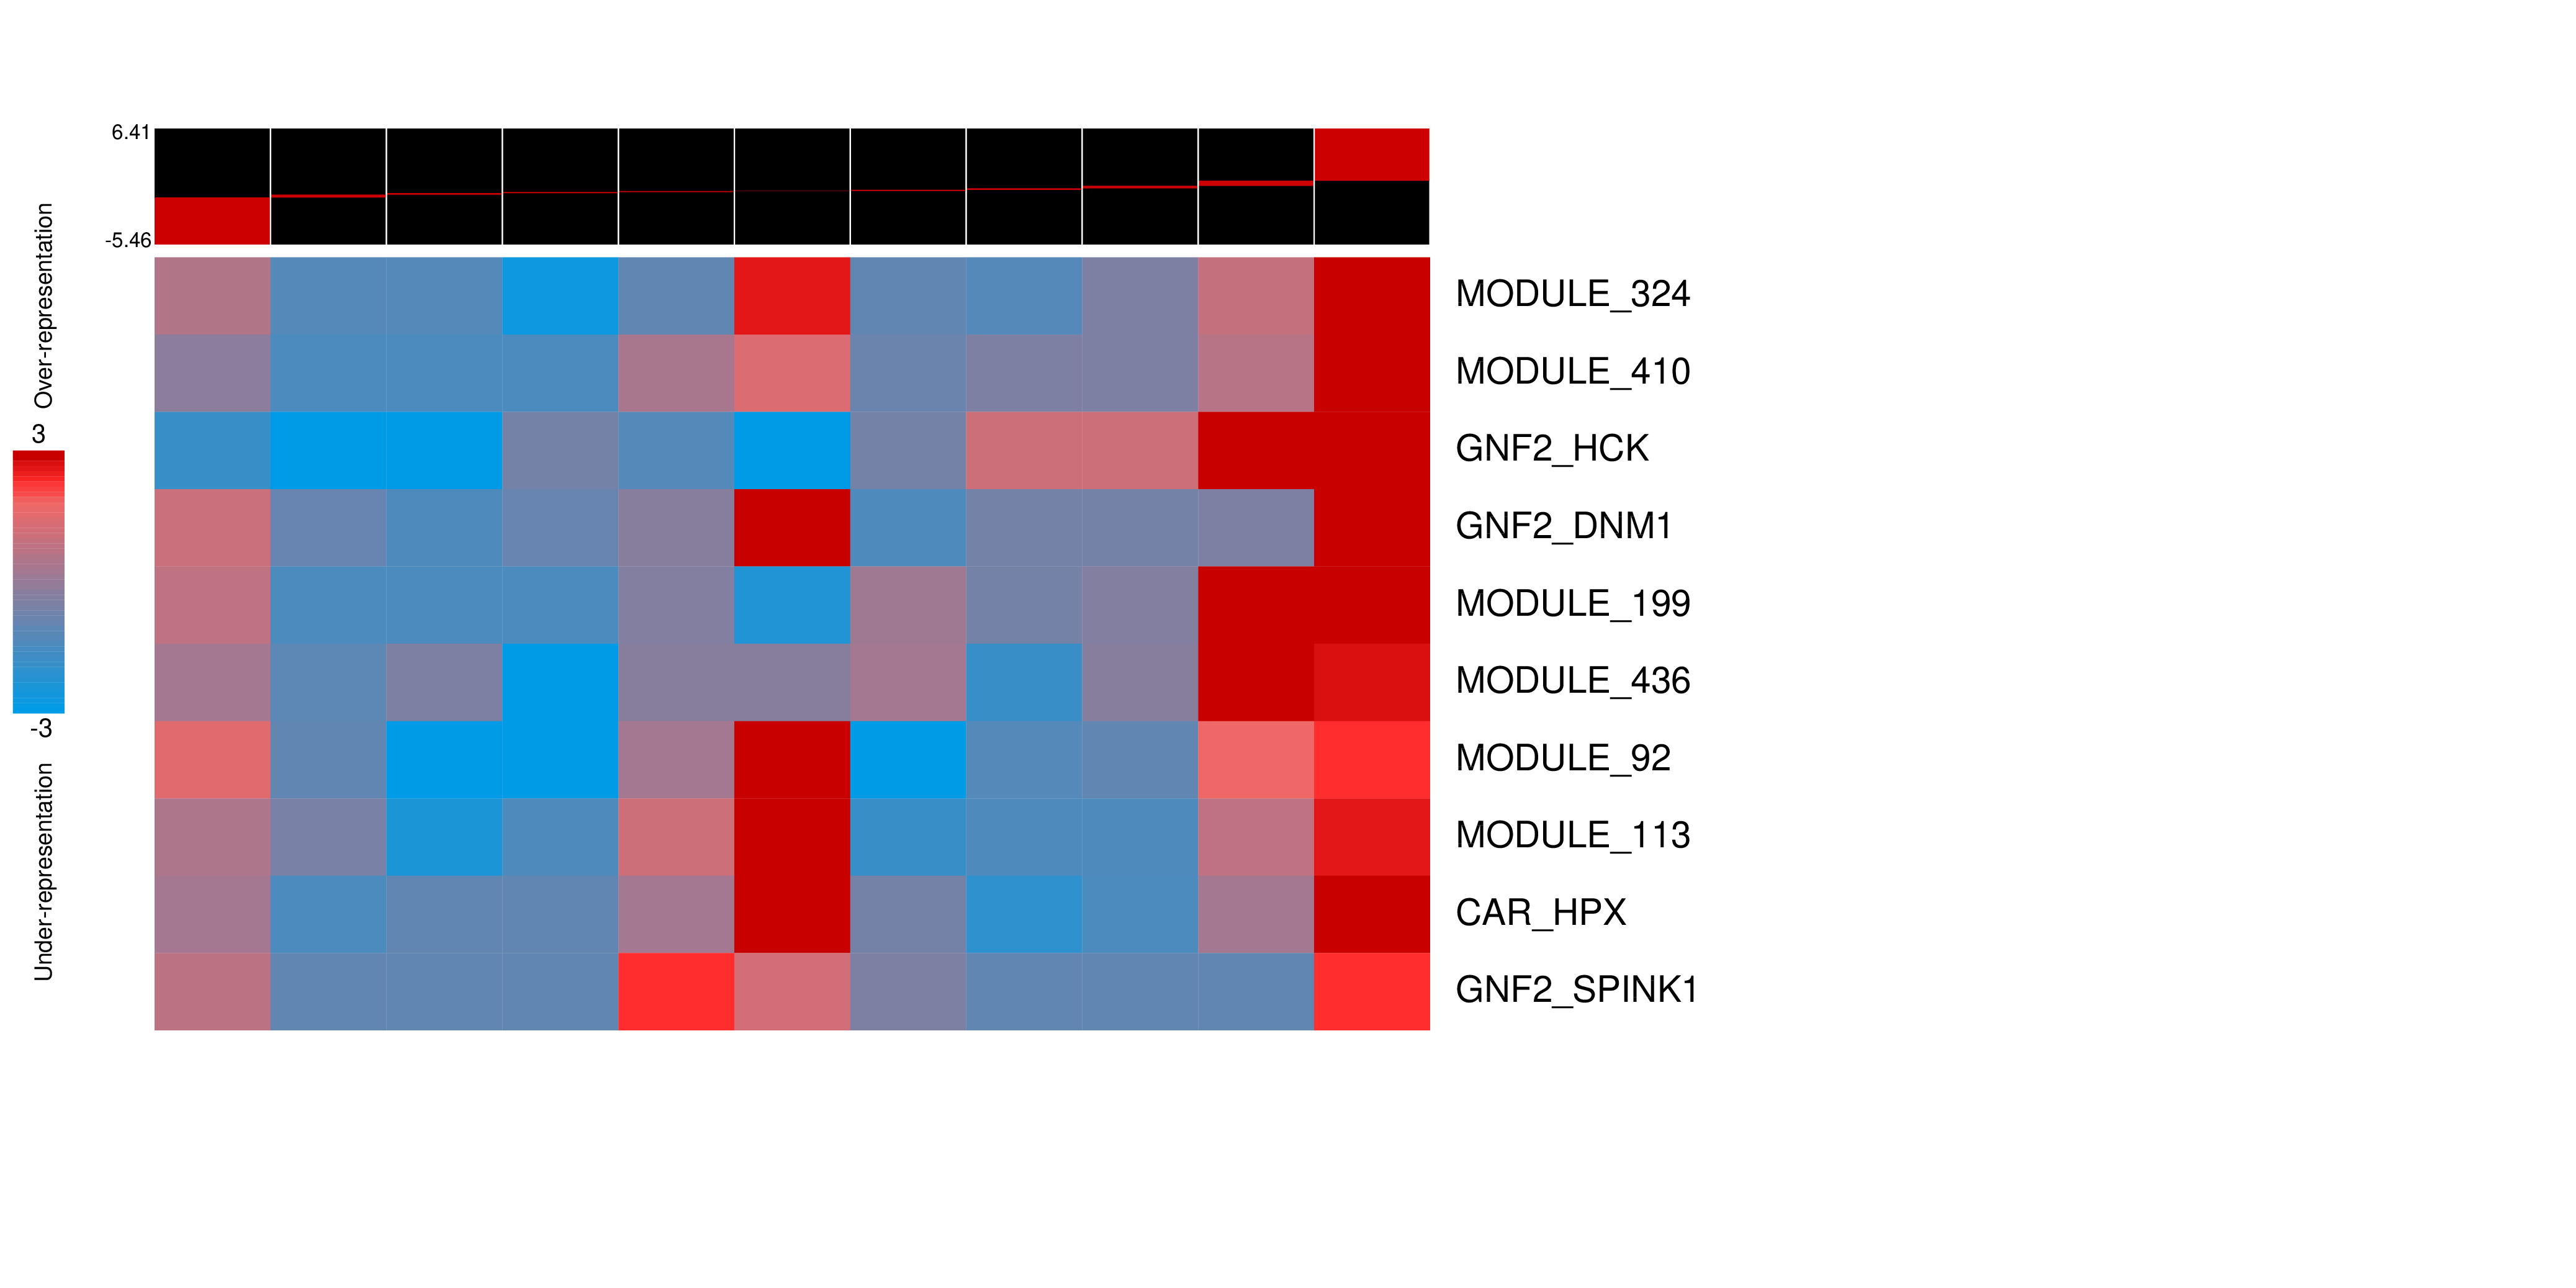 6.41
-5.46
Over-representation
3
-3
Under-representation
MODULE_324
MODULE_410
GNF2_HCK
GNF2_DNM1
MODULE_199
MODULE_436
MODULE_92
MODULE_113
CAR_HPX
GNF2_SPINK1